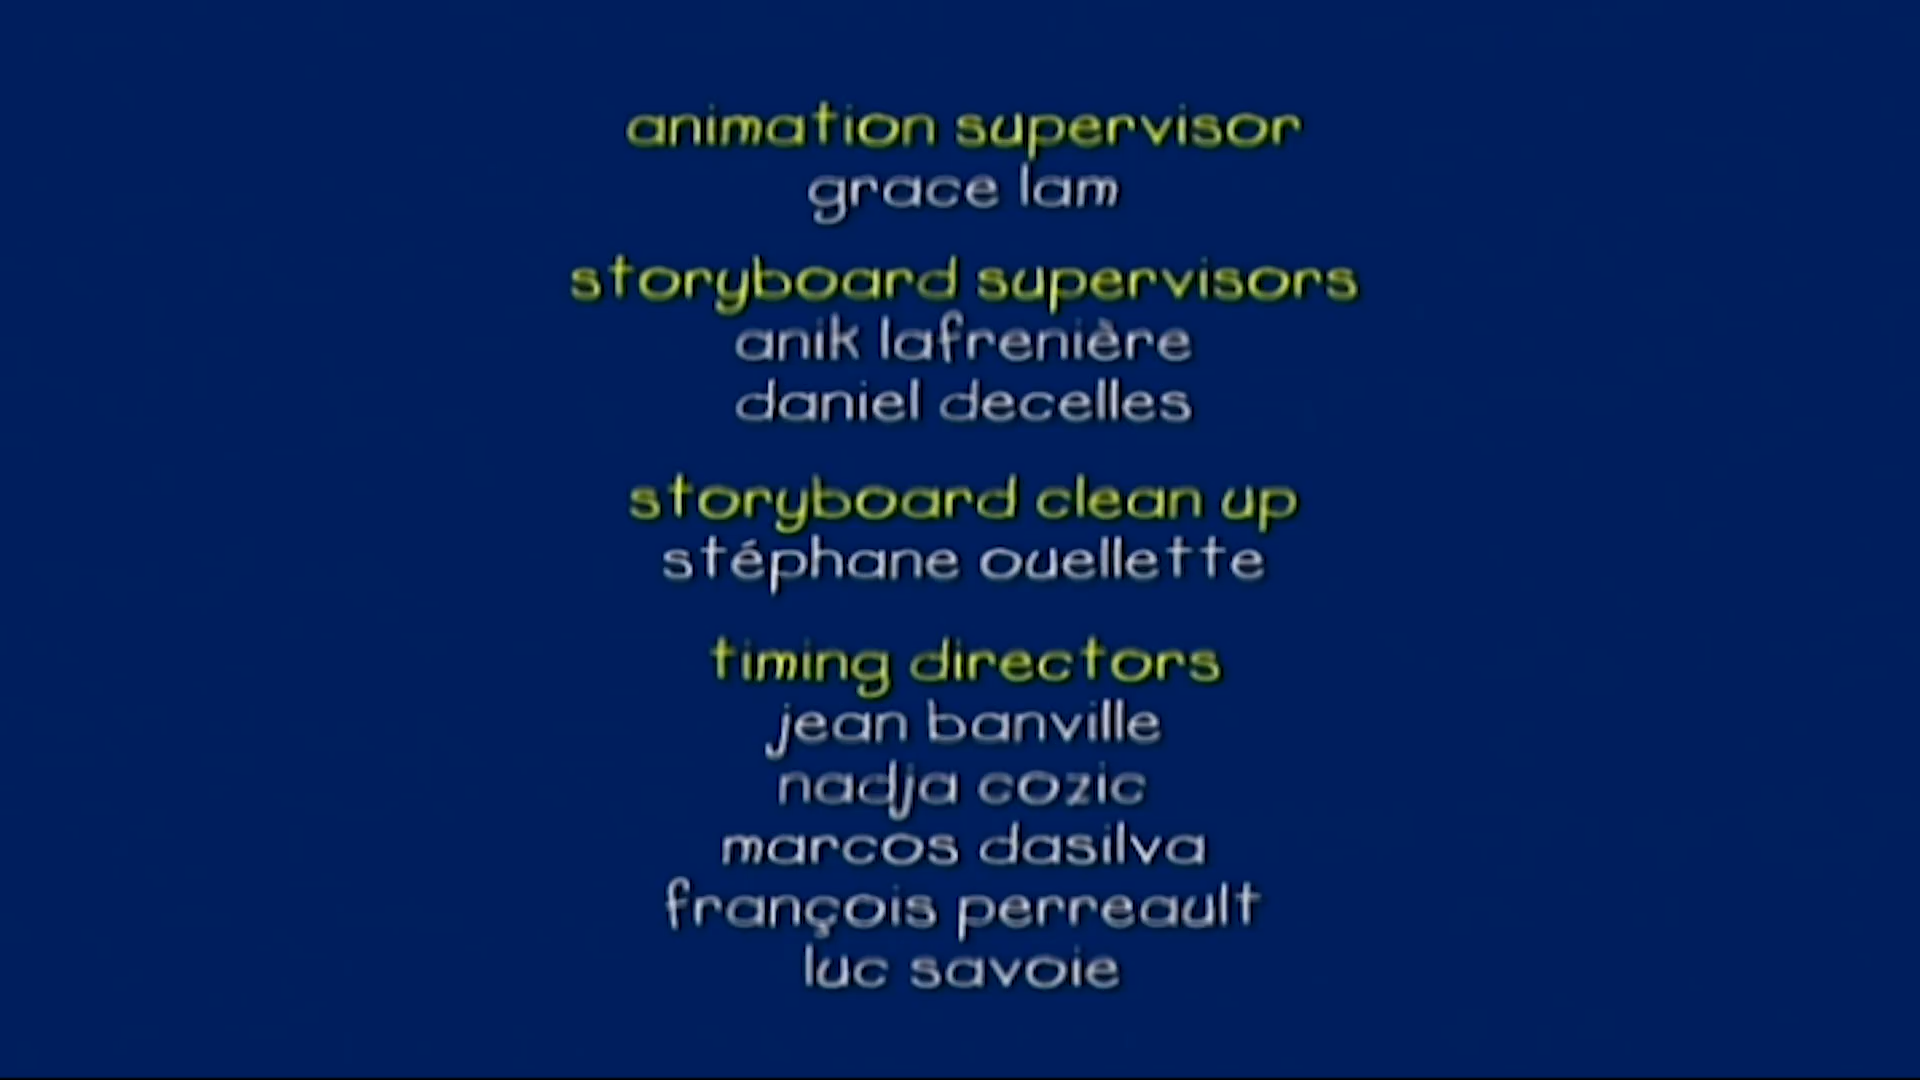 animation supervisor
grace lam
storyboard supervisors
anik lafrenière
daniel decelles
storyboard clean up
stéphane ouellette
timing directors
jean banville
nadja cozic
marcos dasilva
françois perreault
luc savoie